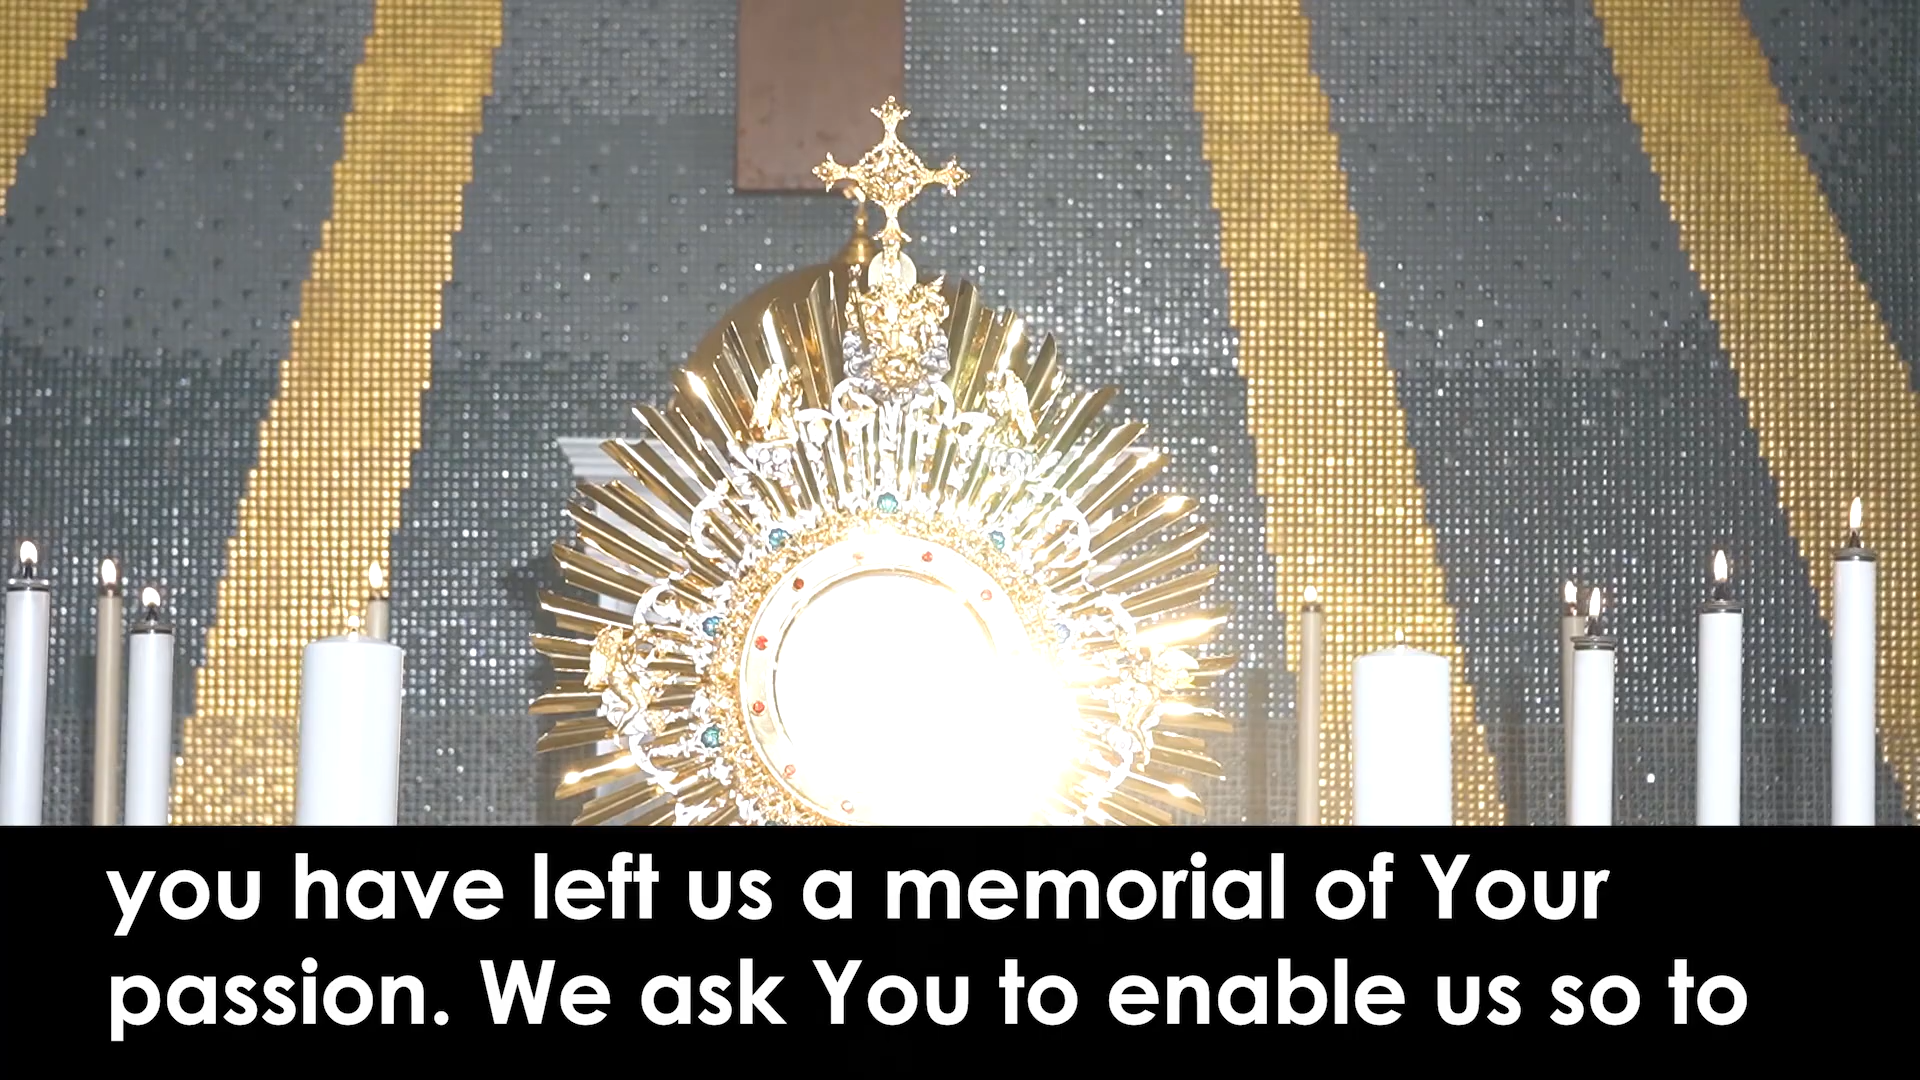 you have left us a memorial of Your
passion. We ask You to enable us so to